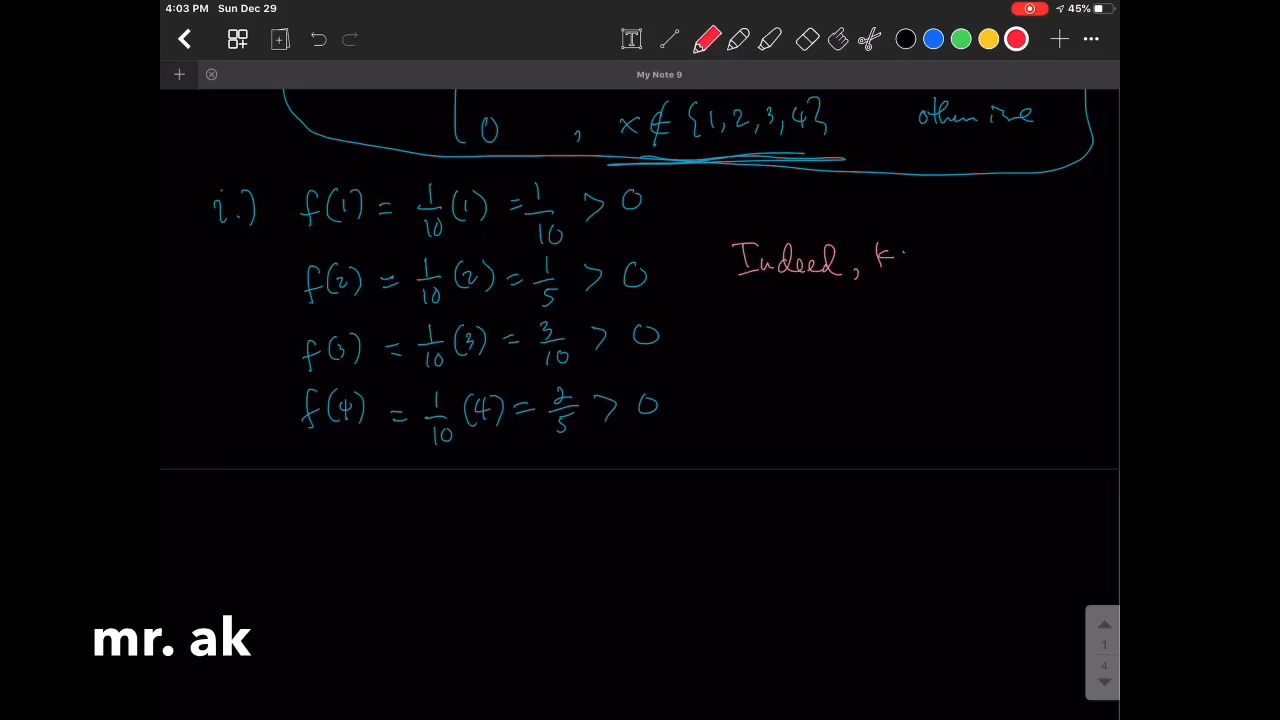 4:03 PM Sun Dec 29
45%
My Note 9
0 , x ∉ {1,2,3,4} otherwise
i.) f(1) = 1/10 (1) = 1/10 > 0
Indeed, k
f(2) = 1/10 (2) = 1/5 > 0
f(3) = 1/10 (3) = 3/10 > 0
f(4) = 1/10 (4) = 2/5 > 0
mr. ak
1
4